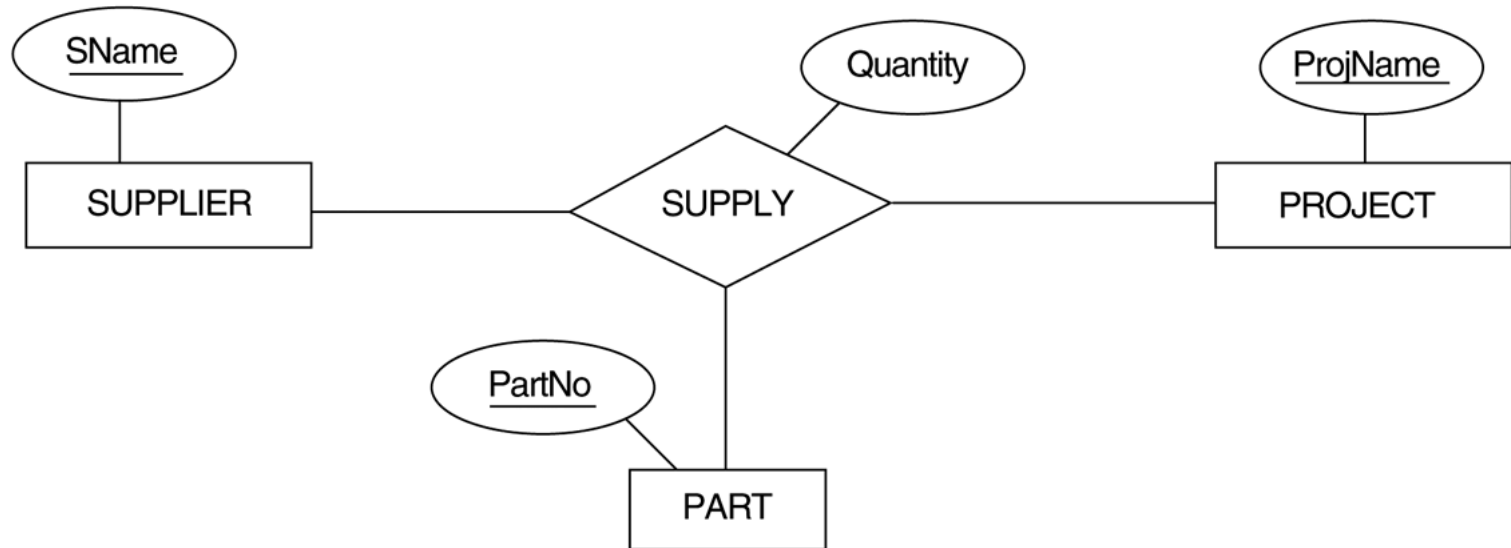 SName
Quantity
ProjName
SUPPLIER
SUPPLY
PROJECT
PartNo
PART